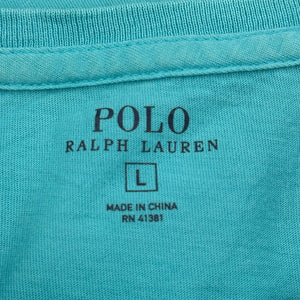 POLO
RALPH LAUREN
L
MADE IN CHINA
RN 41381